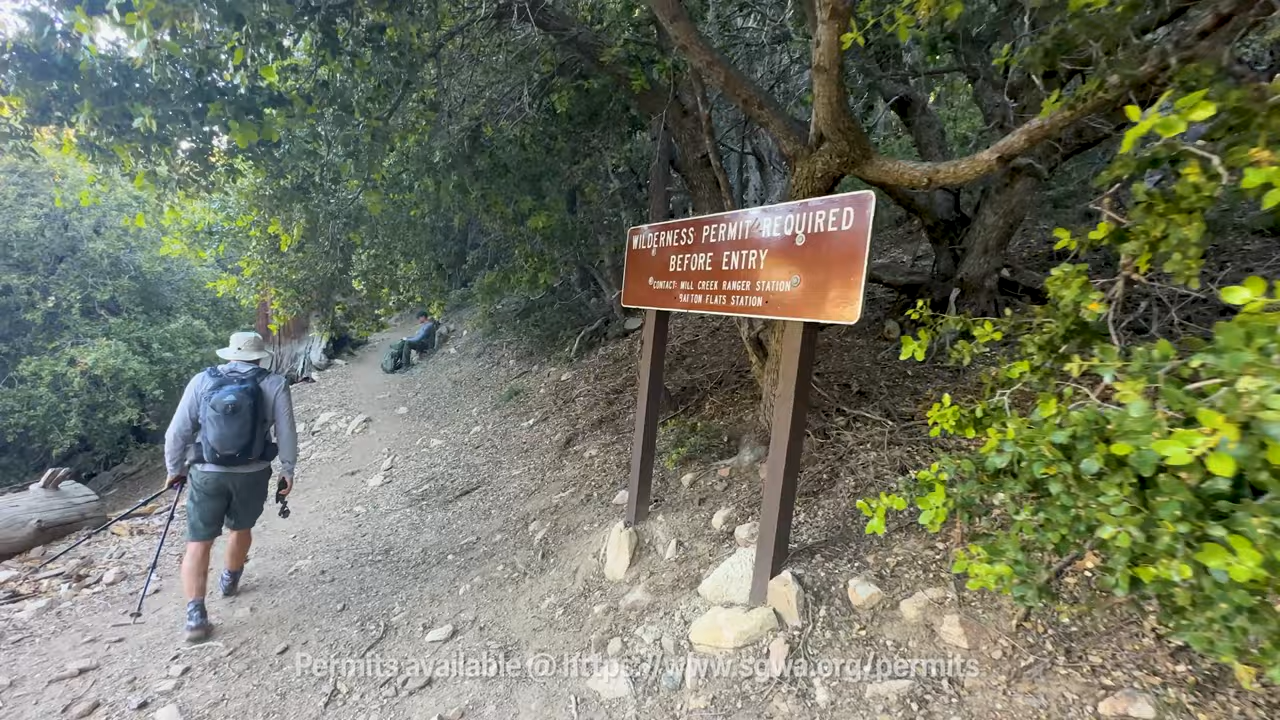 WILDERNESS PERMIT REQUIRED
BEFORE ENTRY
CONTACT: MILL CREEK RANGER STATION
BARTON FLATS STATION
Permits available @ https://www.sgwa.org/permits